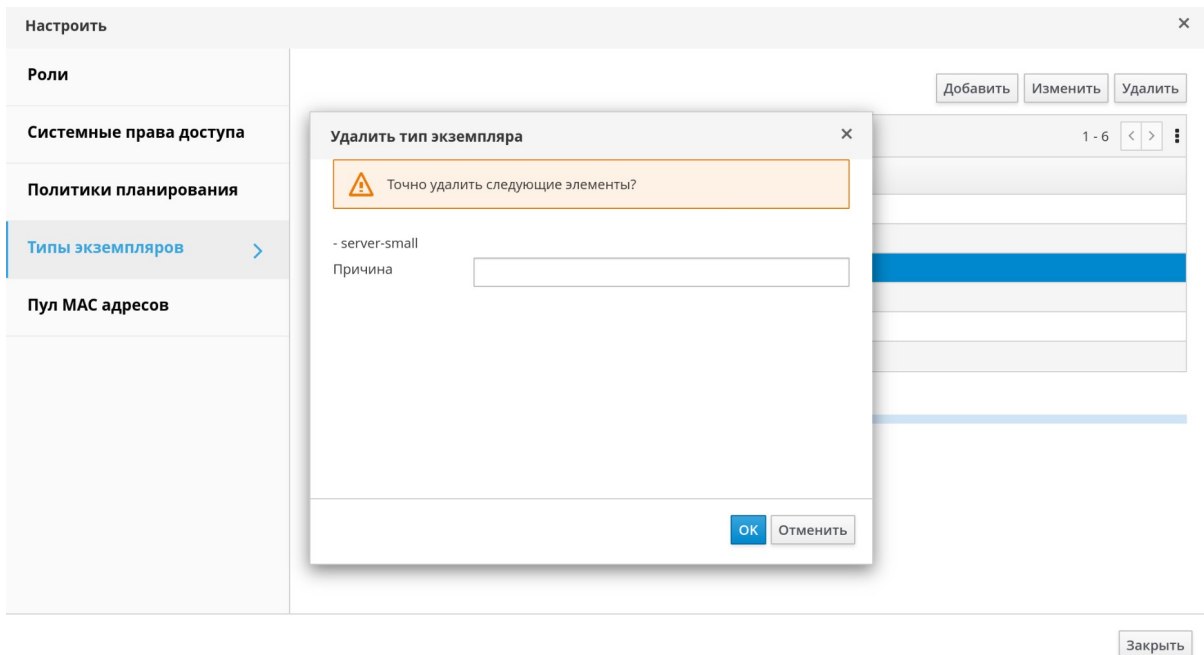 Настроить
Роли
Системные права доступа
Политики планирования
Типы экземпляров
Пул MAC адресов
Добавить
Изменить
Удалить
1 - 6
Удалить тип экземпляра
Точно удалить следующие элементы?
- server-small
Причина
OK
Отменить
Закрыть